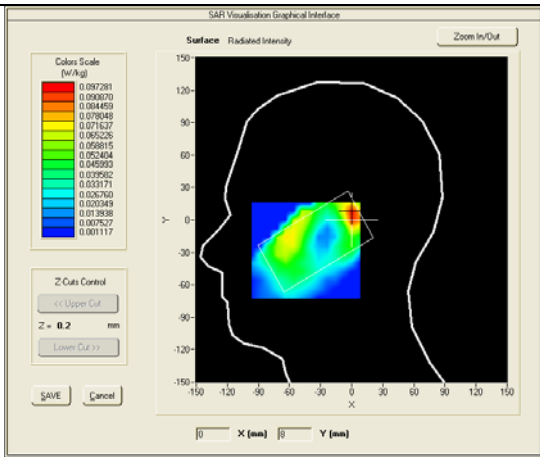 SAR Visualisation Graphical Interface
Surface Radiated Intensity
Zoom In/Out
Colors Scale
(W/kg)
0.097281
0.090870
0.084459
0.078048
0.071637
0.065226
0.058815
0.052404
0.045993
0.039582
0.033171
0.026760
0.020349
0.013938
0.007527
0.001117
150
120
90
60
30
0
-30
-60
-90
-120
-150
Y
-150 -120 -90 -60 -30 0 30 60 90 120 150
X
Z Cuts Control
<< Upper Cut
Z = 0.2 mm
Lower Cut >>
SAVE Cancel
0 X (mm) 8 Y (mm)